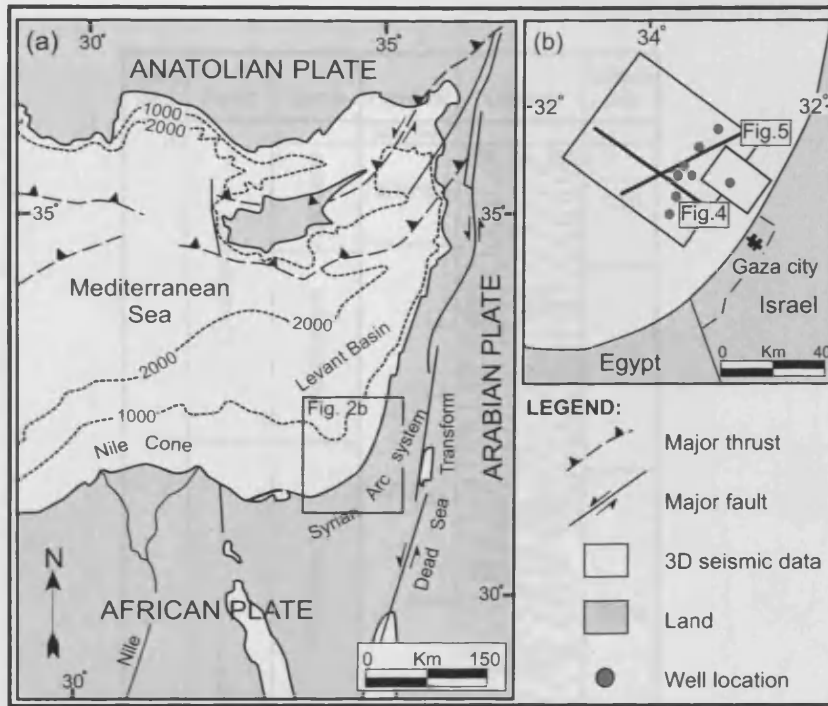 (a)
30°
35°
ANATOLIAN PLATE
1000
2000
35°
35°
Mediterranean
Sea
2000
2000
Levant Basin
1000
Fig. 2b
Nile Cone
Syrian Arc system
Dead Sea Transform
ARABIAN PLATE
N
AFRICAN PLATE
Nile
30°
30°
0 Km 150
(b)
34°
32°
32°
Fig.5
Fig.4
Gaza city
Israel
Egypt
0 Km 40
LEGEND:
Major thrust
Major fault
3D seismic data
Land
Well location